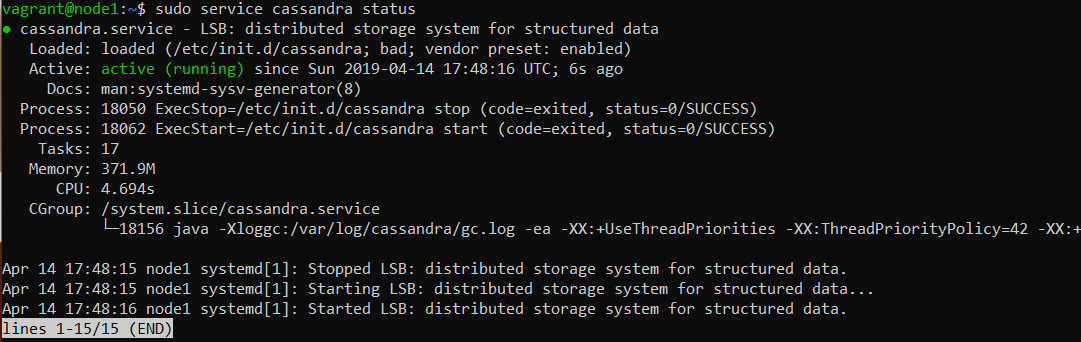 vagrant@node1:~$ sudo service cassandra status
● cassandra.service - LSB: distributed storage system for structured data
   Loaded: loaded (/etc/init.d/cassandra; bad; vendor preset: enabled)
   Active: active (running) since Sun 2019-04-14 17:48:16 UTC; 6s ago
     Docs: man:systemd-sysv-generator(8)
  Process: 18050 ExecStop=/etc/init.d/cassandra stop (code=exited, status=0/SUCCESS)
  Process: 18062 ExecStart=/etc/init.d/cassandra start (code=exited, status=0/SUCCESS)
    Tasks: 17
   Memory: 371.9M
      CPU: 4.694s
   CGroup: /system.slice/cassandra.service
           └─18156 java -Xloggc:/var/log/cassandra/gc.log -ea -XX:+UseThreadPriorities -XX:ThreadPriorityPolicy=42 -XX:+

Apr 14 17:48:15 node1 systemd[1]: Stopped LSB: distributed storage system for structured data.
Apr 14 17:48:15 node1 systemd[1]: Starting LSB: distributed storage system for structured data...
Apr 14 17:48:16 node1 systemd[1]: Started LSB: distributed storage system for structured data.
lines 1-15/15 (END)